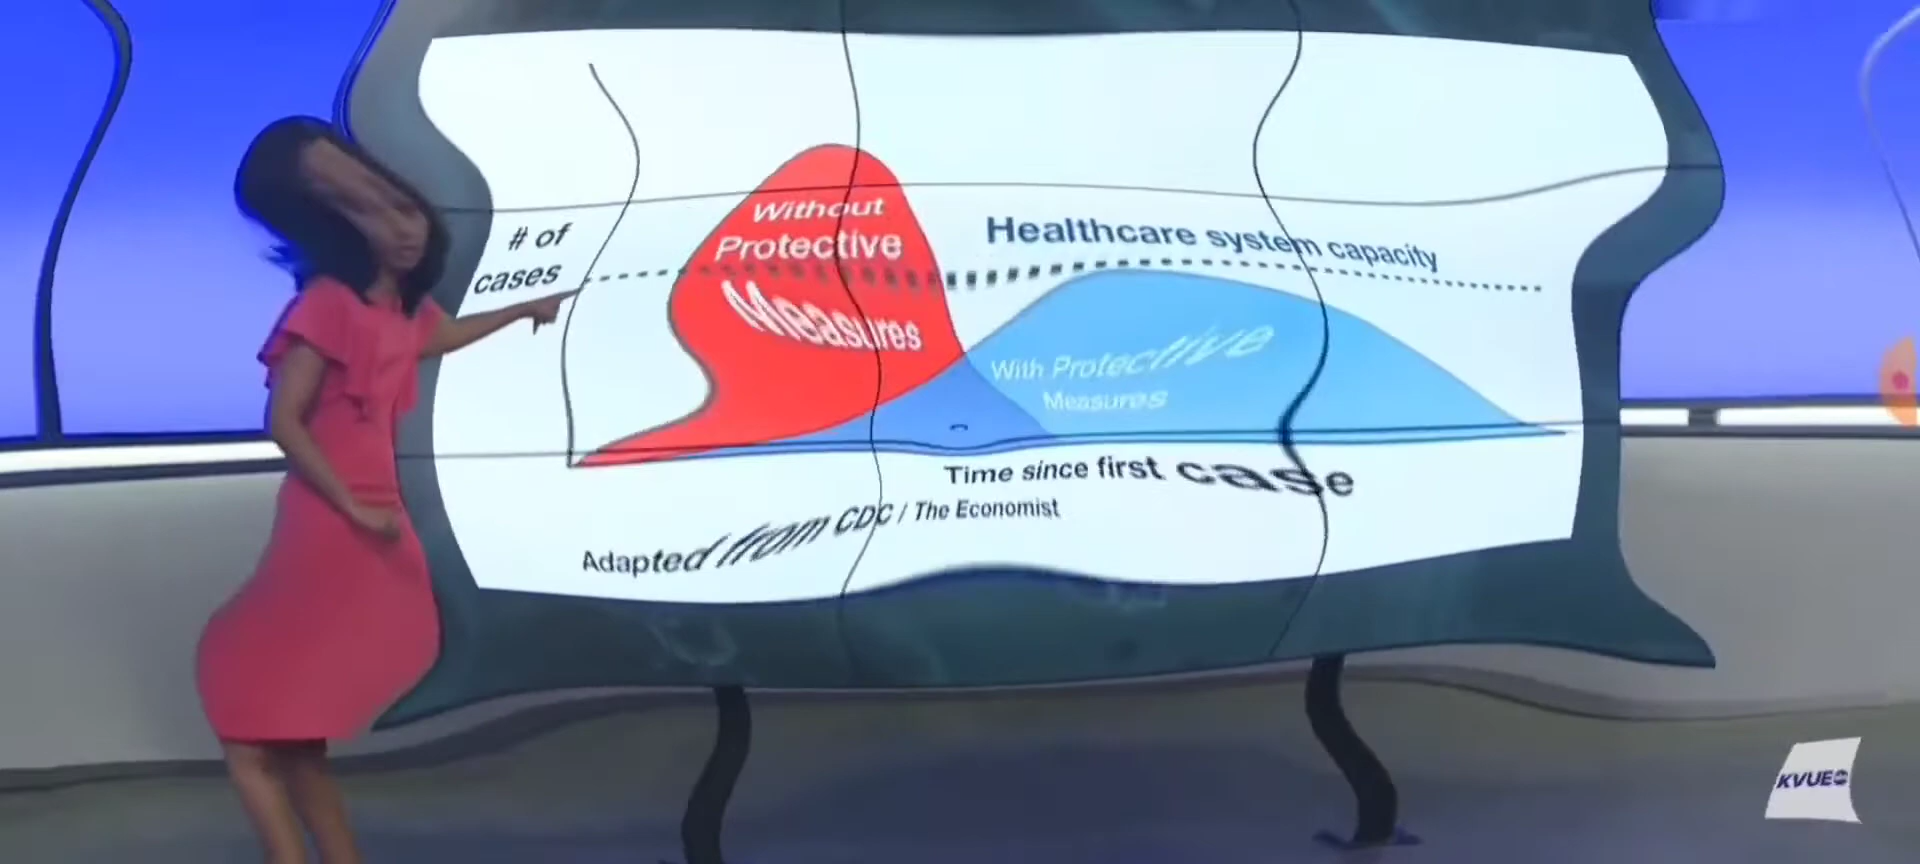 # of
cases
Without
Protective
Measures
Healthcare system capacity
With Protective
Measures
Time since first case
Adapted from CDC / The Economist
KVUE abc